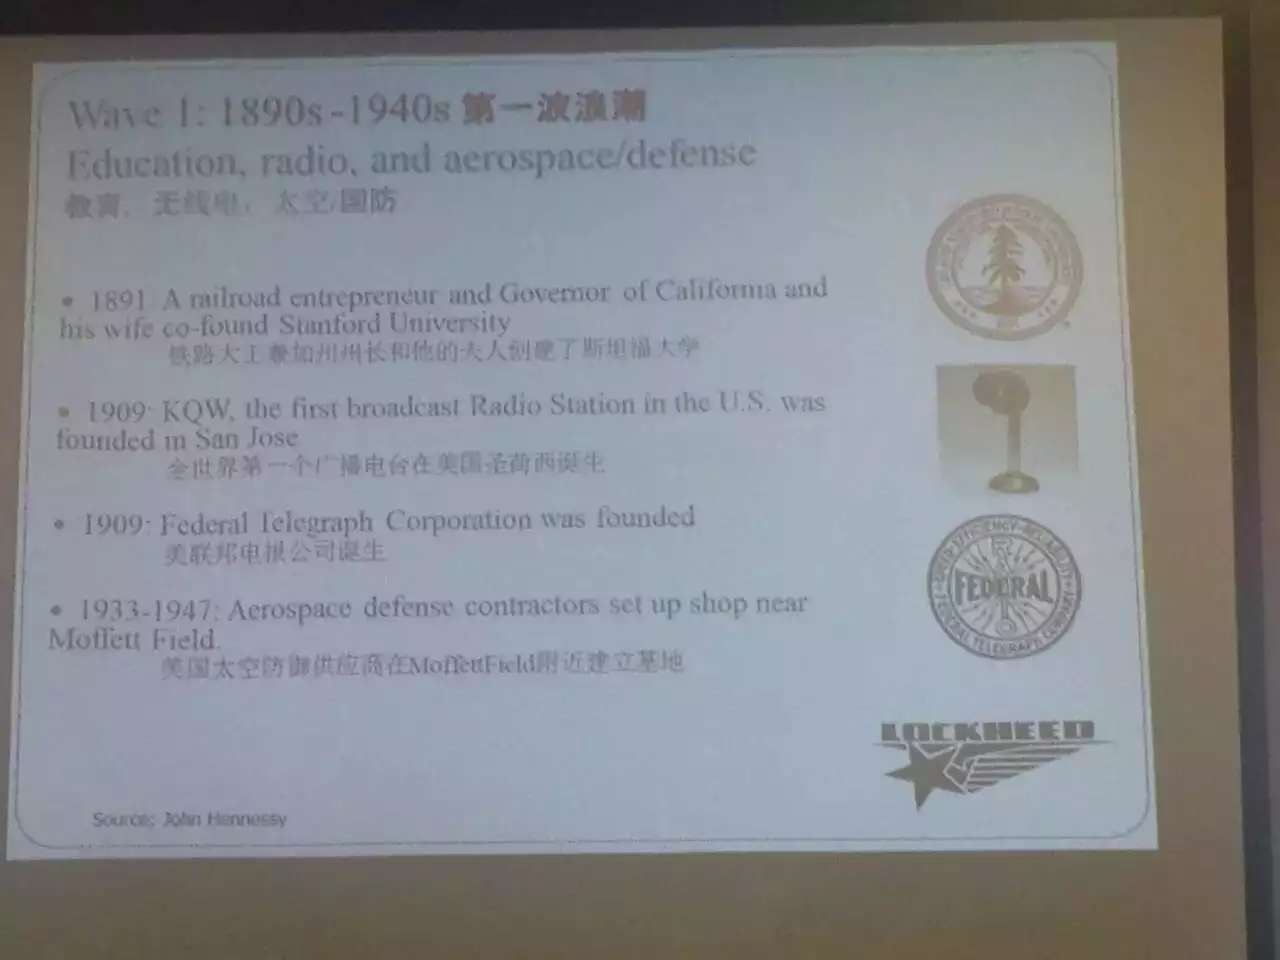 Wave 1: 1890s-1940s 第一波浪潮
Education, radio, and aerospace/defense
教育，无线电，太空/国防
• 1891: A railroad entrepreneur and Governor of California and
his wife co-found Stanford University
铁路大王兼加州州长和他的夫人创建了斯坦福大学
• 1909: KQW, the first broadcast Radio Station in the U.S. was
founded in San Jose
全世界第一个广播电台在美国圣荷西诞生
• 1909: Federal Telegraph Corporation was founded
美联邦电报公司诞生
• 1933-1947: Aerospace defense contractors set up shop near
Moffett Field.
美国太空防御供应商在MoffettField附近建立基地
FEDERAL
FEDERAL TELEGRAPH COMPANY
LOCKHEED
Source: John Hennessy